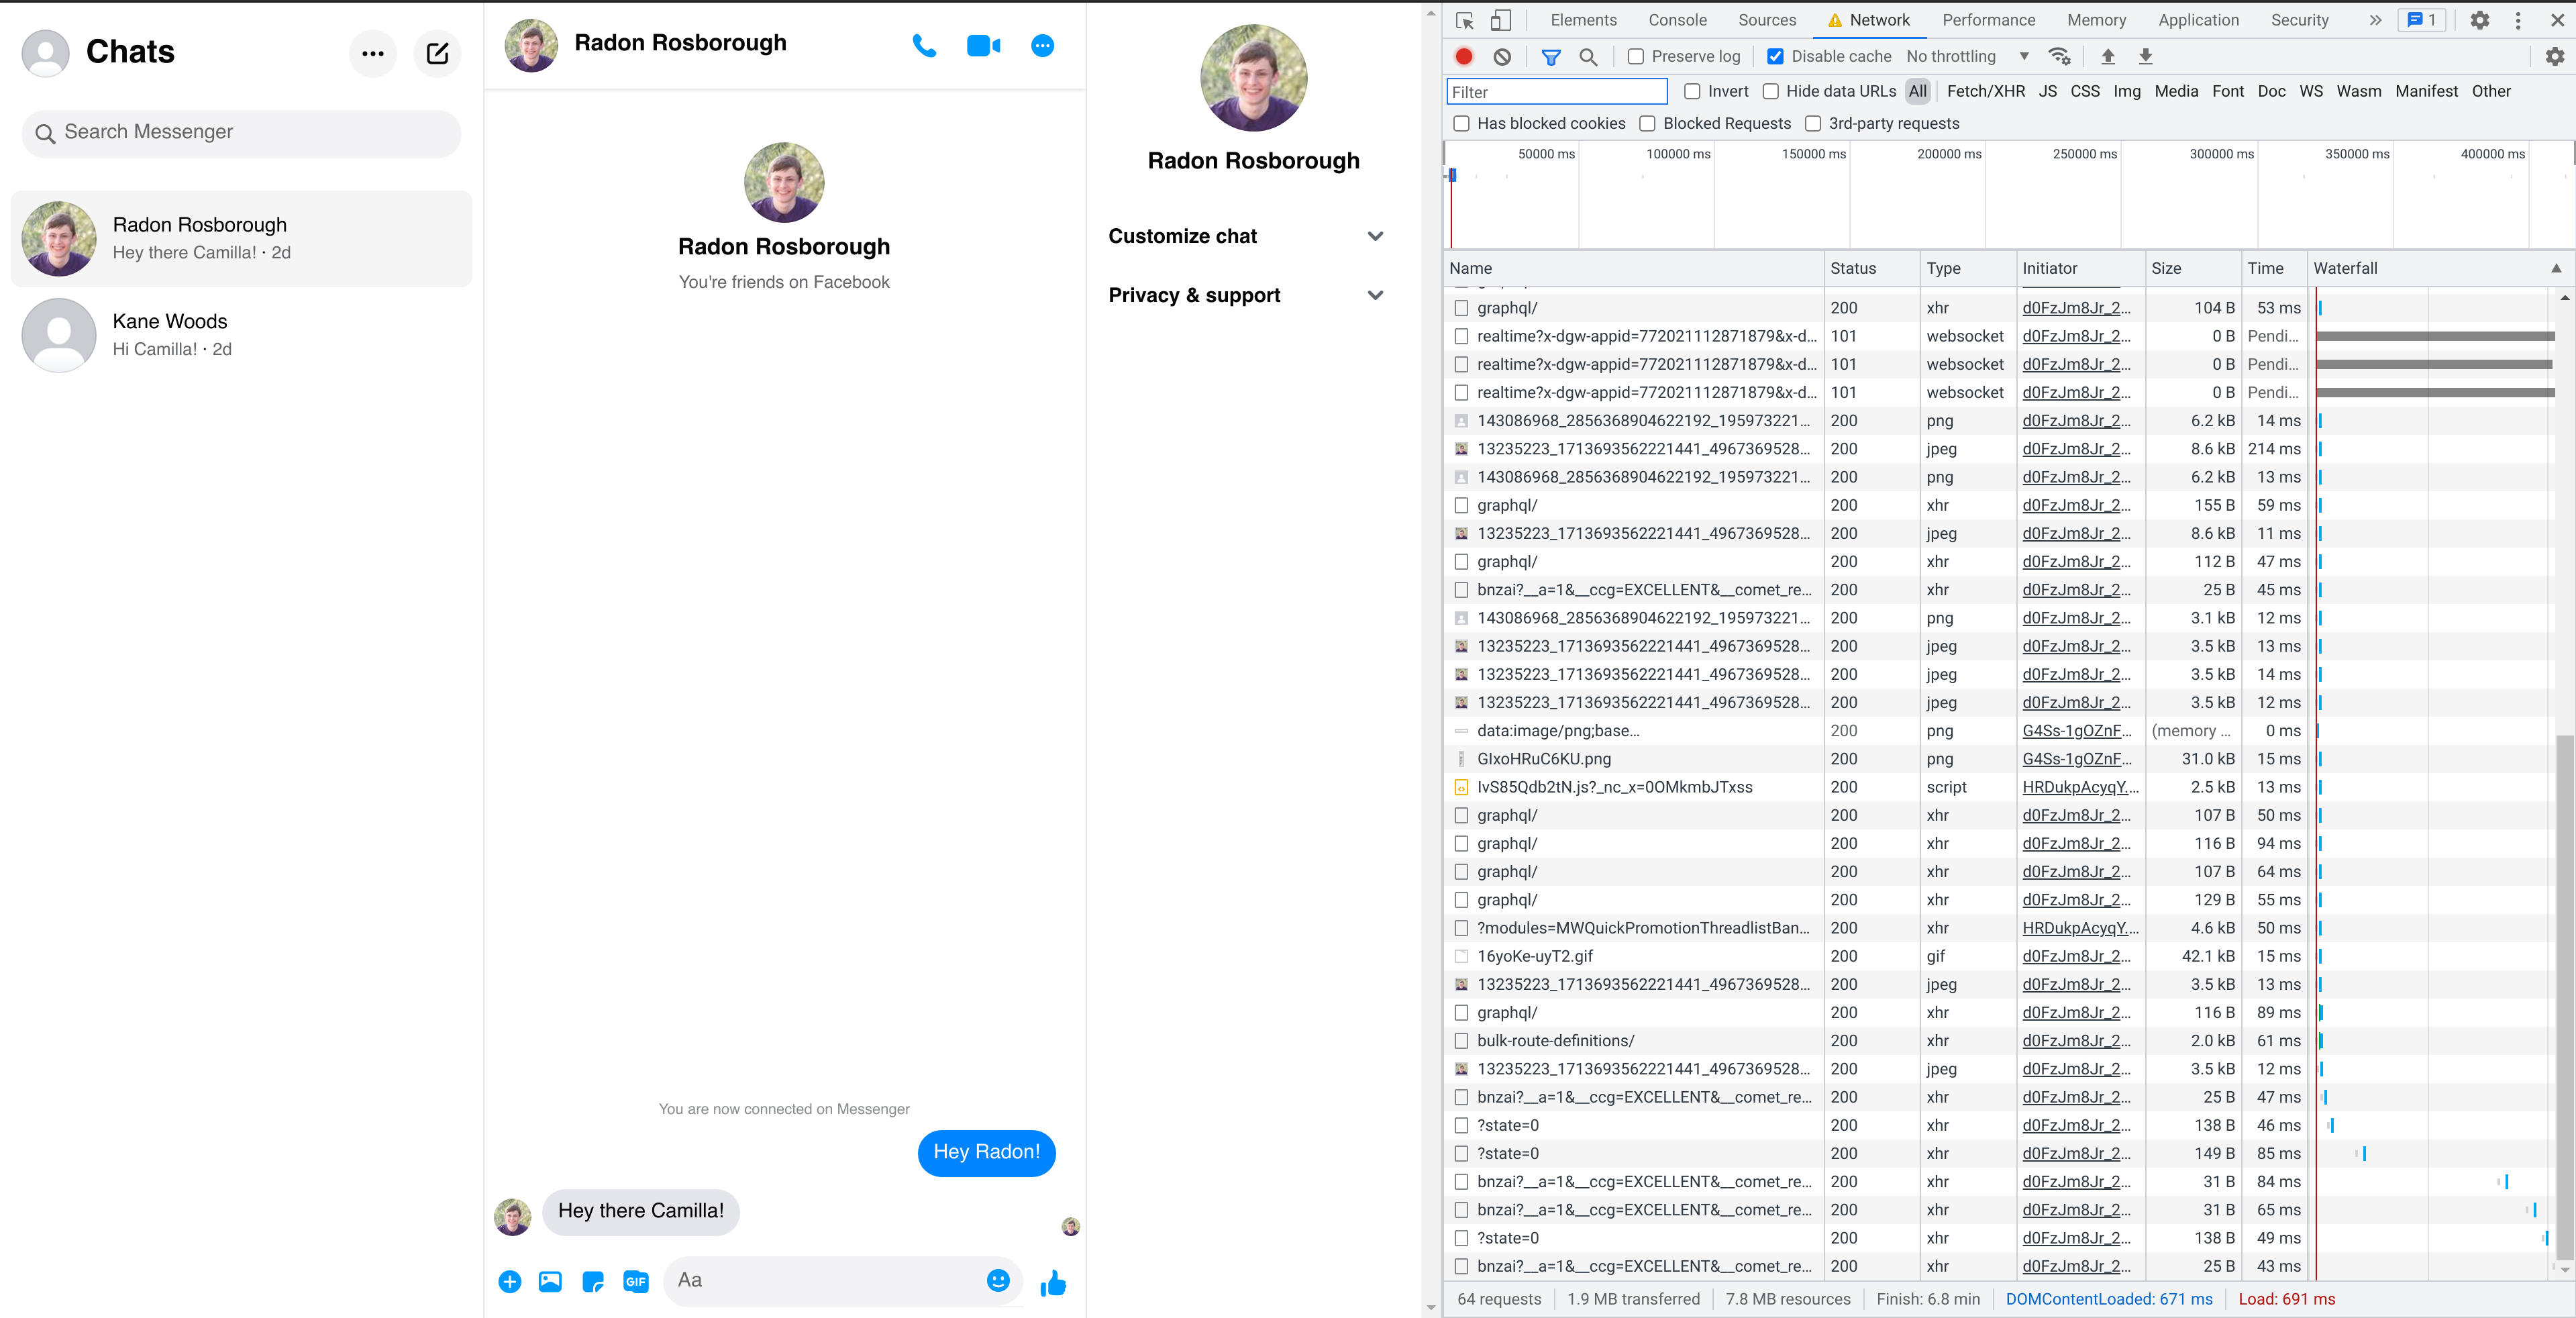 Chats
Search Messenger
Radon Rosborough
Hey there Camilla! · 2d
Kane Woods
Hi Camilla! · 2d
Radon Rosborough
Radon Rosborough
You're friends on Facebook
You are now connected on Messenger
Hey Radon!
Hey there Camilla!
GIF
Aa
Radon Rosborough
Customize chat
Privacy & support
Elements Console Sources Network Performance Memory Application Security » 1
Preserve log Disable cache No throttling
Filter Invert Hide data URLs All Fetch/XHR JS CSS Img Media Font Doc WS Wasm Manifest Other
Has blocked cookies Blocked Requests 3rd-party requests
50000 ms 100000 ms 150000 ms 200000 ms 250000 ms 300000 ms 350000 ms 400000 ms
Name Status Type Initiator Size Time Waterfall
graphql/ 200 xhr d0FzJm8Jr_2... 104 B 53 ms
realtime?x-dgw-appid=772021112871879&x-d... 101 websocket d0FzJm8Jr_2... 0 B Pendi...
realtime?x-dgw-appid=772021112871879&x-d... 101 websocket d0FzJm8Jr_2... 0 B Pendi...
realtime?x-dgw-appid=772021112871879&x-d... 101 websocket d0FzJm8Jr_2... 0 B Pendi...
143086968_2856368904622192_195973221... 200 png d0FzJm8Jr_2... 6.2 kB 14 ms
13235223_1713693562221441_4967369528... 200 jpeg d0FzJm8Jr_2... 8.6 kB 214 ms
143086968_2856368904622192_195973221... 200 png d0FzJm8Jr_2... 6.2 kB 13 ms
graphql/ 200 xhr d0FzJm8Jr_2... 155 B 59 ms
13235223_1713693562221441_4967369528... 200 jpeg d0FzJm8Jr_2... 8.6 kB 11 ms
graphql/ 200 xhr d0FzJm8Jr_2... 112 B 47 ms
bnzai?__a=1&__ccg=EXCELLENT&__comet_re... 200 xhr d0FzJm8Jr_2... 25 B 45 ms
143086968_2856368904622192_195973221... 200 png d0FzJm8Jr_2... 3.1 kB 12 ms
13235223_1713693562221441_4967369528... 200 jpeg d0FzJm8Jr_2... 3.5 kB 13 ms
13235223_1713693562221441_4967369528... 200 jpeg d0FzJm8Jr_2... 3.5 kB 14 ms
13235223_1713693562221441_4967369528... 200 jpeg d0FzJm8Jr_2... 3.5 kB 12 ms
data:image/png;base... 200 png G4Ss-1gOZnF... (memory ... 0 ms
GIxoHRuC6KU.png 200 png G4Ss-1gOZnF... 31.0 kB 15 ms
IvS85Qdb2tN.js?_nc_x=0OMkmbJTxss 200 script HRDukpAcyqY.... 2.5 kB 13 ms
graphql/ 200 xhr d0FzJm8Jr_2... 107 B 50 ms
graphql/ 200 xhr d0FzJm8Jr_2... 116 B 94 ms
graphql/ 200 xhr d0FzJm8Jr_2... 107 B 64 ms
graphql/ 200 xhr d0FzJm8Jr_2... 129 B 55 ms
?modules=MWQuickPromotionThreadlistBan... 200 xhr HRDukpAcyqY.... 4.6 kB 50 ms
16yoKe-uyT2.gif 200 gif d0FzJm8Jr_2... 42.1 kB 15 ms
13235223_1713693562221441_4967369528... 200 jpeg d0FzJm8Jr_2... 3.5 kB 13 ms
graphql/ 200 xhr d0FzJm8Jr_2... 116 B 89 ms
bulk-route-definitions/ 200 xhr d0FzJm8Jr_2... 2.0 kB 61 ms
13235223_1713693562221441_4967369528... 200 jpeg d0FzJm8Jr_2... 3.5 kB 12 ms
bnzai?__a=1&__ccg=EXCELLENT&__comet_re... 200 xhr d0FzJm8Jr_2... 25 B 47 ms
?state=0 200 xhr d0FzJm8Jr_2... 138 B 46 ms
?state=0 200 xhr d0FzJm8Jr_2... 149 B 85 ms
bnzai?__a=1&__ccg=EXCELLENT&__comet_re... 200 xhr d0FzJm8Jr_2... 31 B 84 ms
bnzai?__a=1&__ccg=EXCELLENT&__comet_re... 200 xhr d0FzJm8Jr_2... 31 B 65 ms
?state=0 200 xhr d0FzJm8Jr_2... 138 B 49 ms
bnzai?__a=1&__ccg=EXCELLENT&__comet_re... 200 xhr d0FzJm8Jr_2... 25 B 43 ms
64 requests 1.9 MB transferred 7.8 MB resources Finish: 6.8 min DOMContentLoaded: 671 ms Load: 691 ms